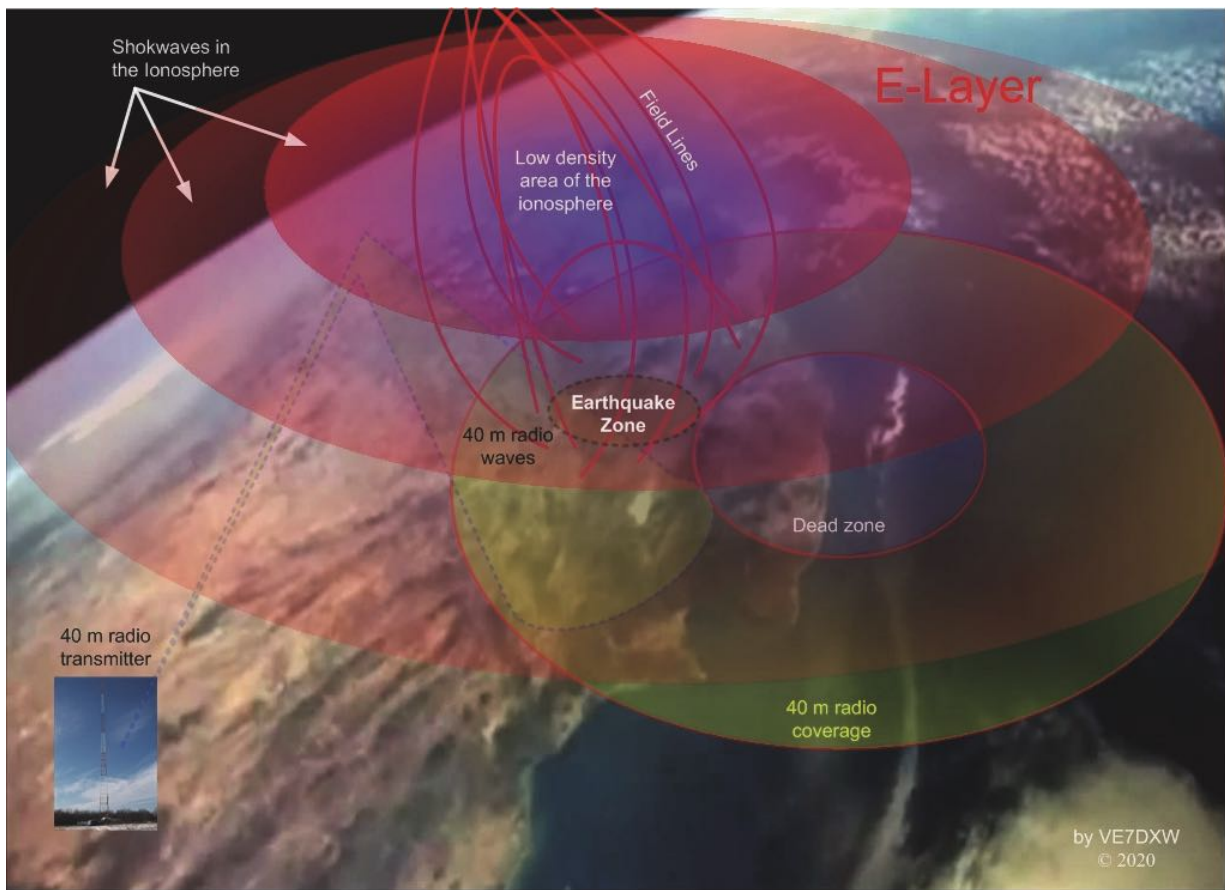 Shokwaves in
the Ionosphere
E-Layer
Field Lines
Low density
area of the
ionosphere
Earthquake
Zone
40 m radio
waves
Dead zone
40 m radio
transmitter
40 m radio
coverage
by VE7DXW
© 2020